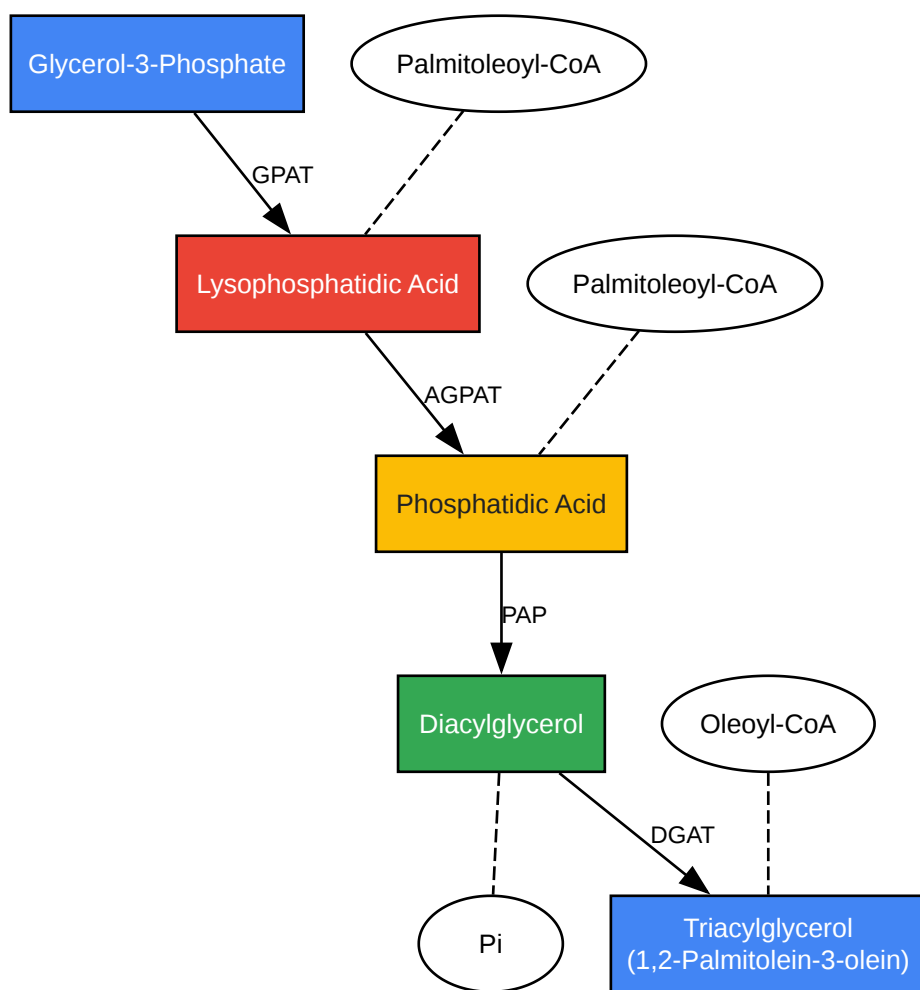 Glycerol-3-Phosphate
Palmitoleoyl-CoA
GPAT
Lysophosphatidic Acid
Palmitoleoyl-CoA
AGPAT
Phosphatidic Acid
PAP
Diacylglycerol
Oleoyl-CoA
DGAT
Pi
Triacylglycerol
(1,2-Palmitolein-3-olein)